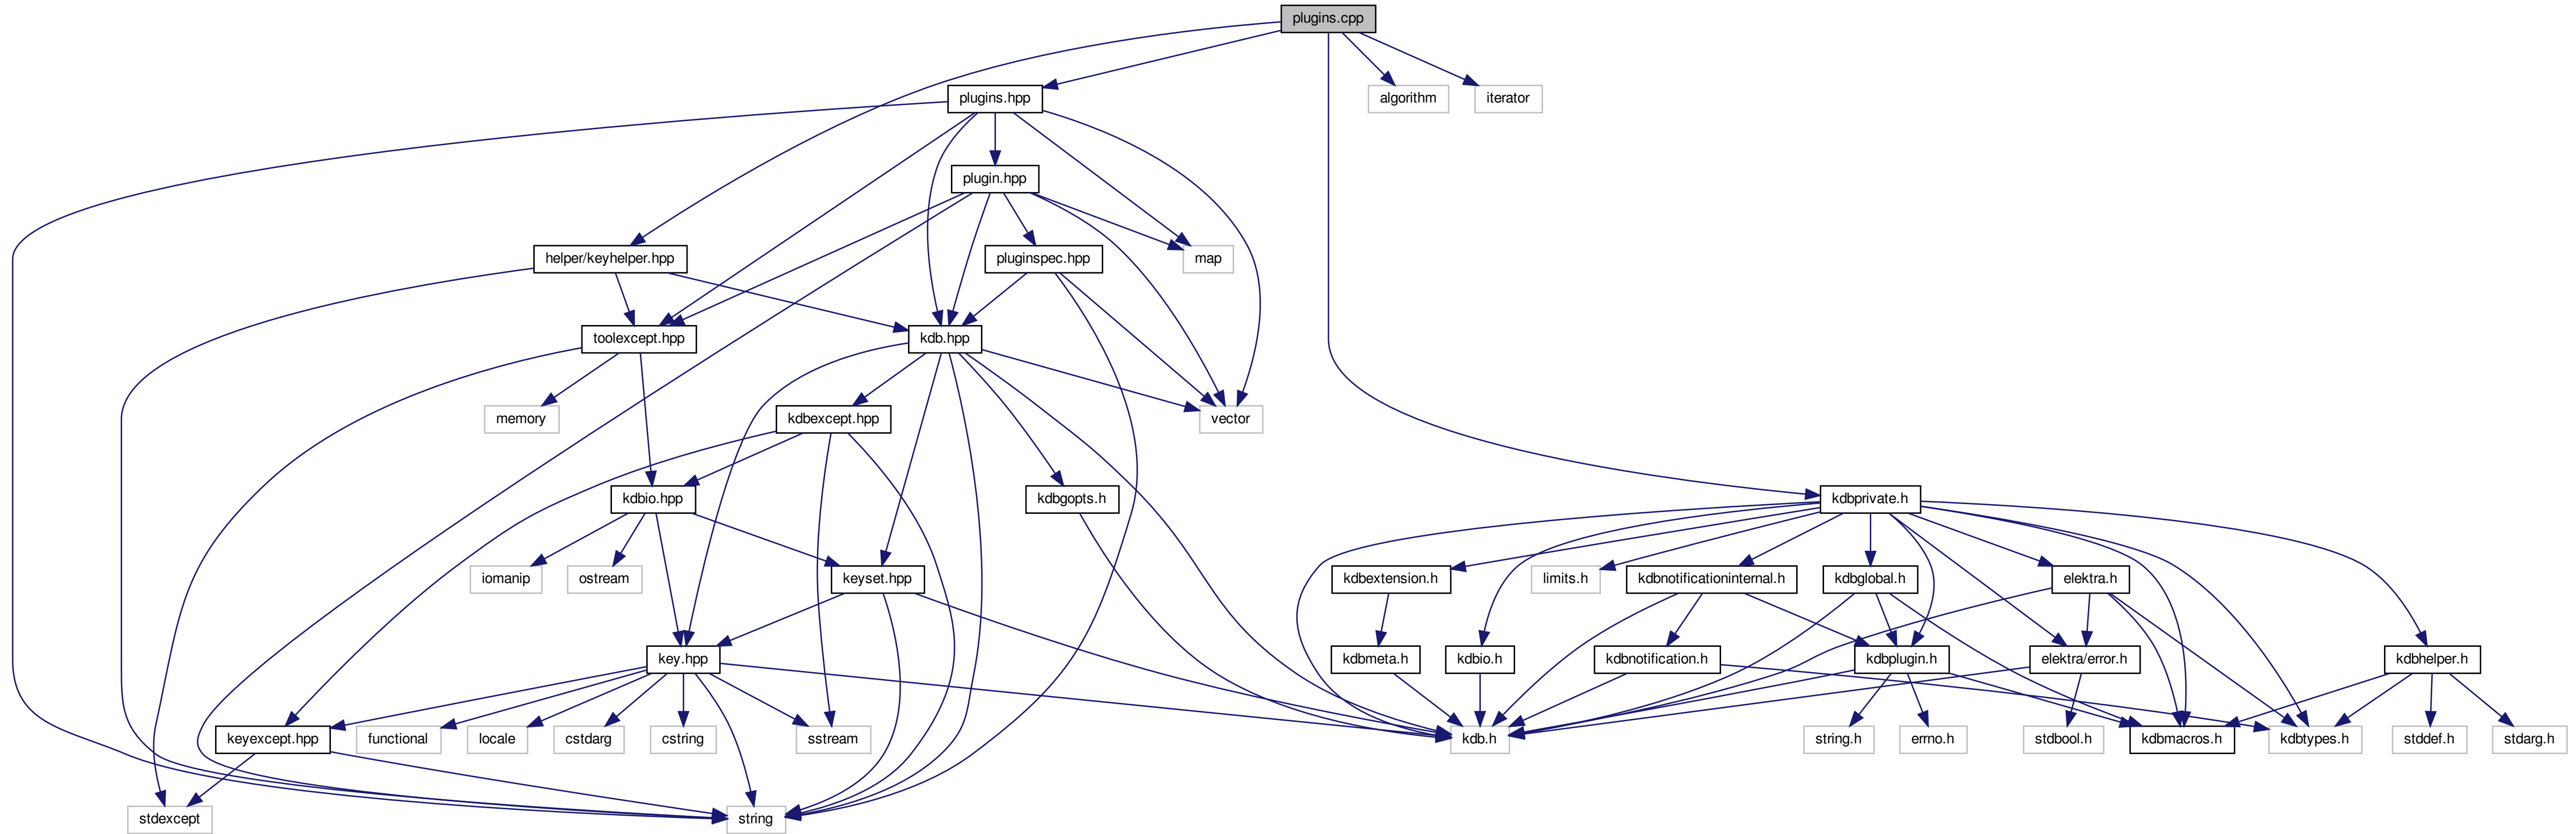 plugins.cpp
plugins.hpp
algorithm
iterator
plugin.hpp
helper/keyhelper.hpp
pluginspec.hpp
map
toolexcept.hpp
kdb.hpp
memory
kdbexcept.hpp
vector
kdbio.hpp
kdbgopts.h
kdbprivate.h
iomanip
ostream
keyset.hpp
kdbextension.h
limits.h
kdbnotificationinternal.h
kdbglobal.h
elektra.h
key.hpp
kdbmeta.h
kdbio.h
kdbnotification.h
kdbplugin.h
elektra/error.h
kdbhelper.h
keyexcept.hpp
functional
locale
cstdarg
cstring
sstream
kdb.h
string.h
errno.h
stdbool.h
kdbmacros.h
kdbtypes.h
stddef.h
stdarg.h
stdexcept
string